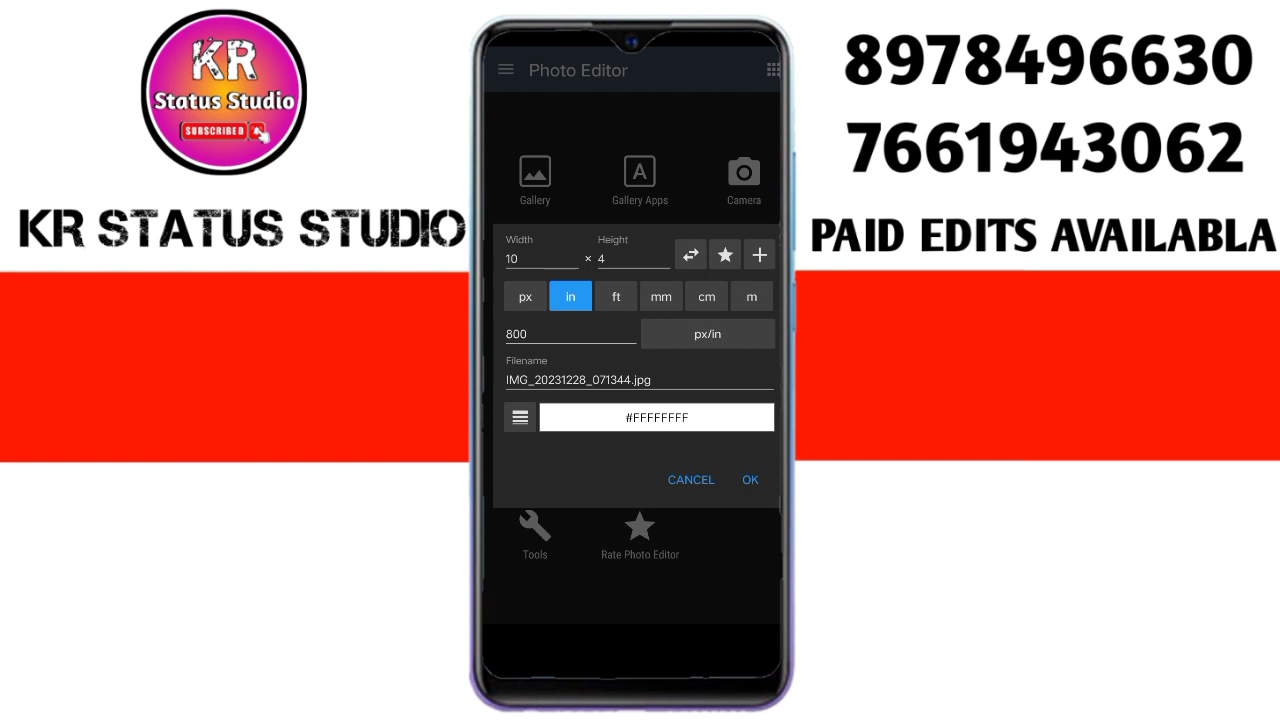 KR
Status Studio
SUBSCRIBED
KR STATUS STUDIO
Photo Editor
Gallery
Gallery Apps
Camera
Width
Height
10 × 4
px in ft mm cm m
800 px/in
Filename
IMG_20231228_071344.jpg
#FFFFFFFF
CANCEL OK
Tools
Rate Photo Editor
8978496630
7661943062
PAID EDITS AVAILABLA